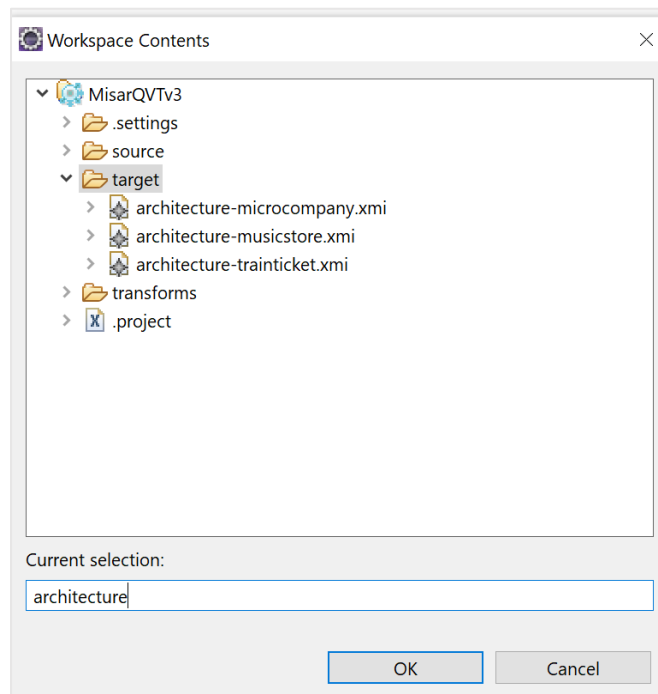 Workspace Contents
MisarQVTv3
.settings
source
target
architecture-microcompany.xmi
architecture-musicstore.xmi
architecture-trainticket.xmi
transforms
X .project
Current selection:
architecture
OK Cancel